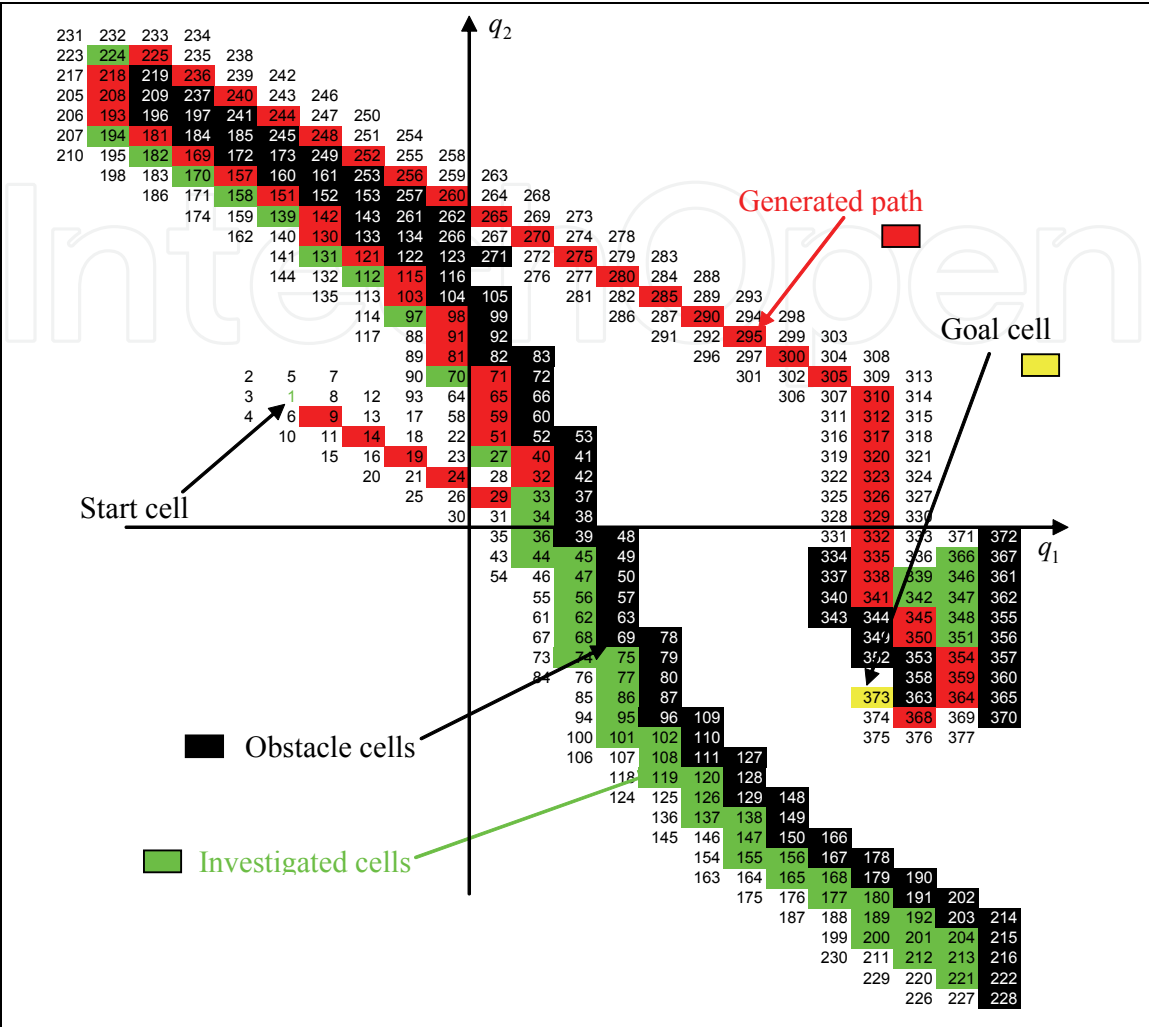 q2
231 232 233 234
223 224 225 235 238
217 218 219 236 239 242
205 208 209 237 240 243 246
206 193 196 197 241 244 247 250
207 194 181 184 185 245 248 251 254
210 195 182 169 172 173 249 252 255 258
198 183 170 157 160 161 253 256 259 263
186 171 158 151 152 153 257 260 264 268
Generated path
174 159 139 142 143 261 262 265 269 273
162 140 130 133 134 266 267 270 274 278
IntechOpen
141 131 121 122 123 271 272 275 279 283
144 132 112 115 116 276 277 280 284 288
135 113 103 104 105 281 282 285 289 293
114 97 98 99 286 287 290 294 298
Goal cell
117 88 91 92 291 292 295 299 303
89 81 82 83 296 297 300 304 308
2 5 7 90 70 71 72 301 302 305 309 313
3 1 8 12 93 64 65 66 306 307 310 314
4 6 9 13 17 58 59 60 311 312 315
10 11 14 18 22 51 52 53 316 317 318
15 16 19 23 27 40 41 319 320 321
20 21 24 28 32 42 322 323 324
25 26 29 33 37 325 326 327
Start cell
30 31 34 38 328 329 330
35 36 39 48 331 332 333 371 372
q1
43 44 45 49 334 335 336 366 367
54 46 47 50 337 338 339 346 361
55 56 57 340 341 342 347 362
61 62 63 343 344 345 348 355
67 68 69 78 349 350 351 356
73 74 75 79 352 353 354 357
84 76 77 80 358 359 360
85 86 87 373 363 364 365
94 95 96 109 374 368 369 370
100 101 102 110 375 376 377
Obstacle cells
106 107 108 111 127
118 119 120 128
124 125 126 129 148
136 137 138 149
145 146 147 150 166
154 155 156 167 178
Investigated cells
163 164 165 168 179 190
175 176 177 180 191 202
187 188 189 192 203 214
199 200 201 204 215
230 211 212 213 216
229 220 221 222
226 227 228